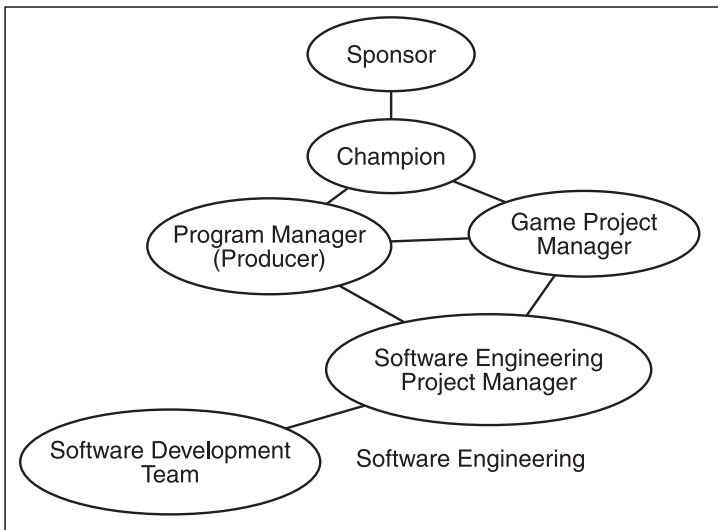 Sponsor
Champion
Program Manager
(Producer)
Game Project
Manager
Software Engineering
Project Manager
Software Development
Team
Software Engineering